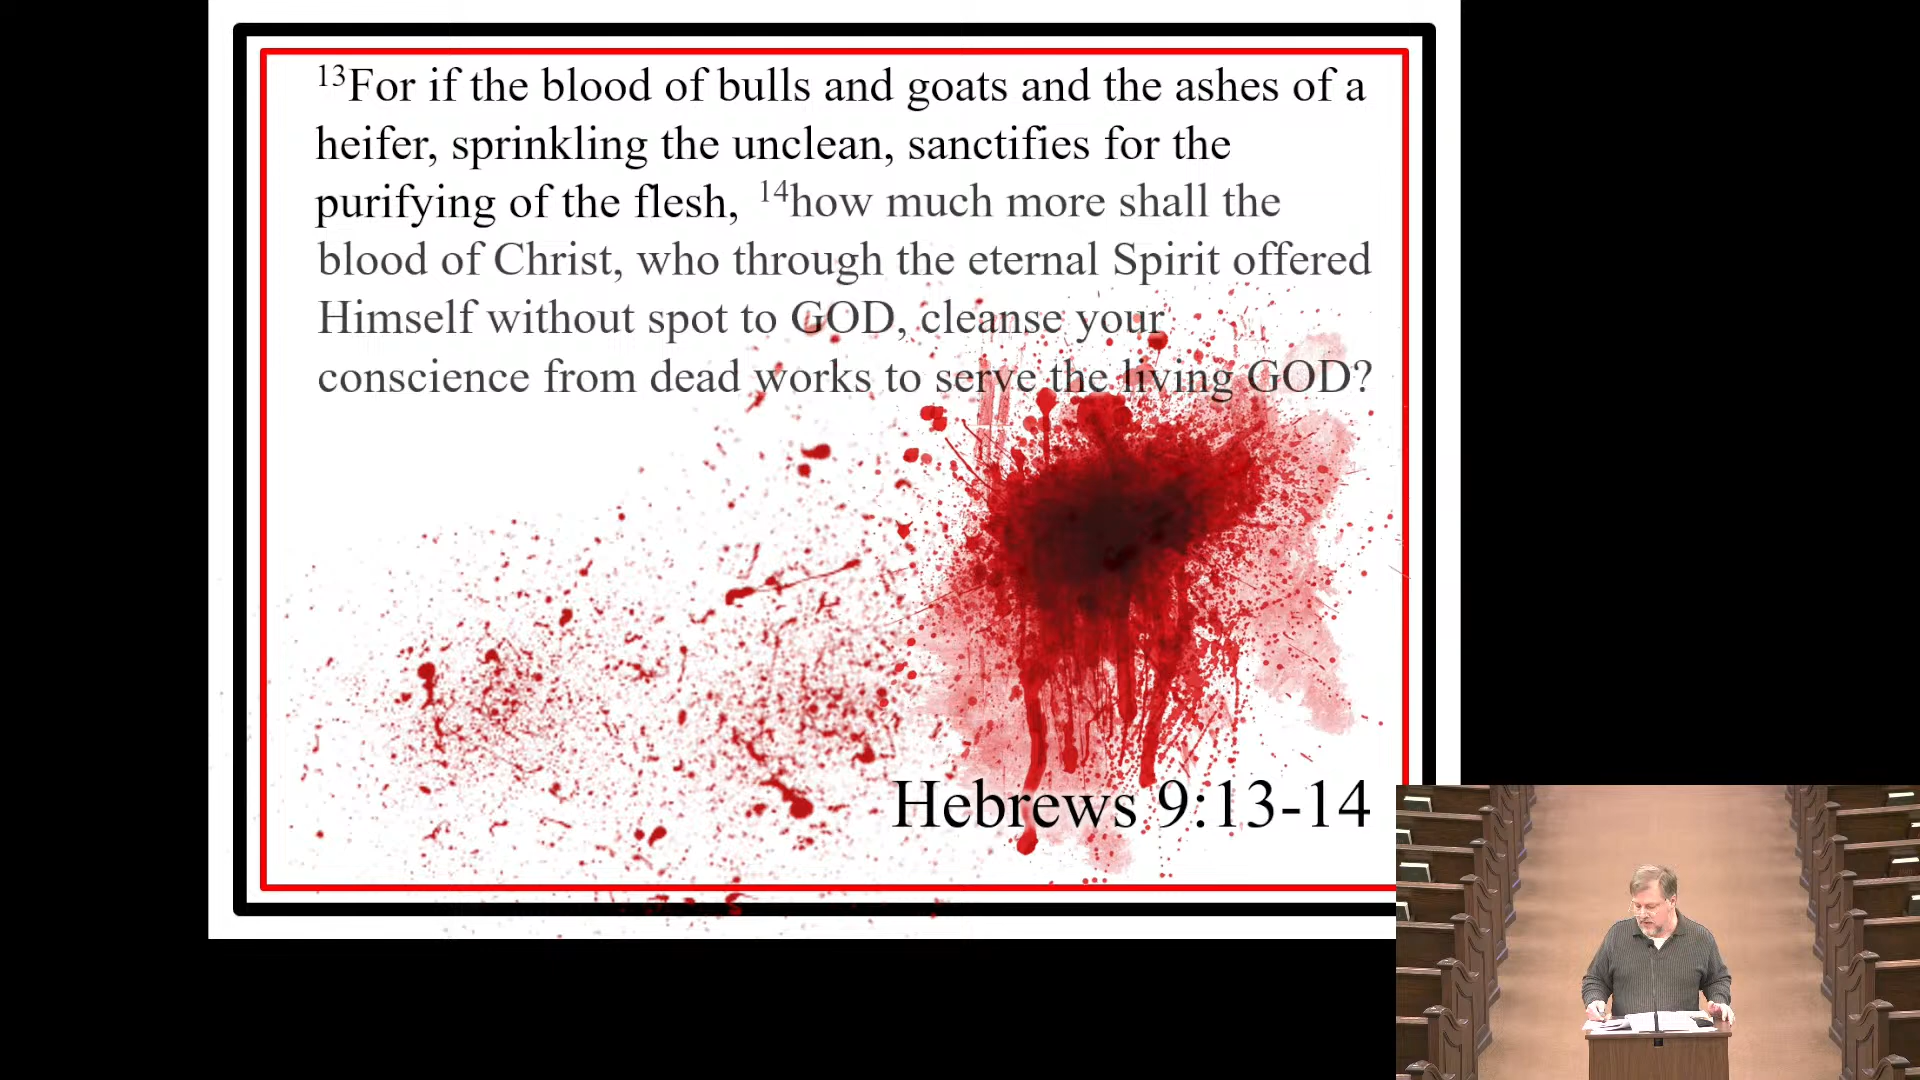 ¹³For if the blood of bulls and goats and the ashes of a
heifer, sprinkling the unclean, sanctifies for the
purifying of the flesh, ¹⁴how much more shall the
blood of Christ, who through the eternal Spirit offered
Himself without spot to GOD, cleanse your
conscience from dead works to serve the living GOD?
Hebrews 9:13-14